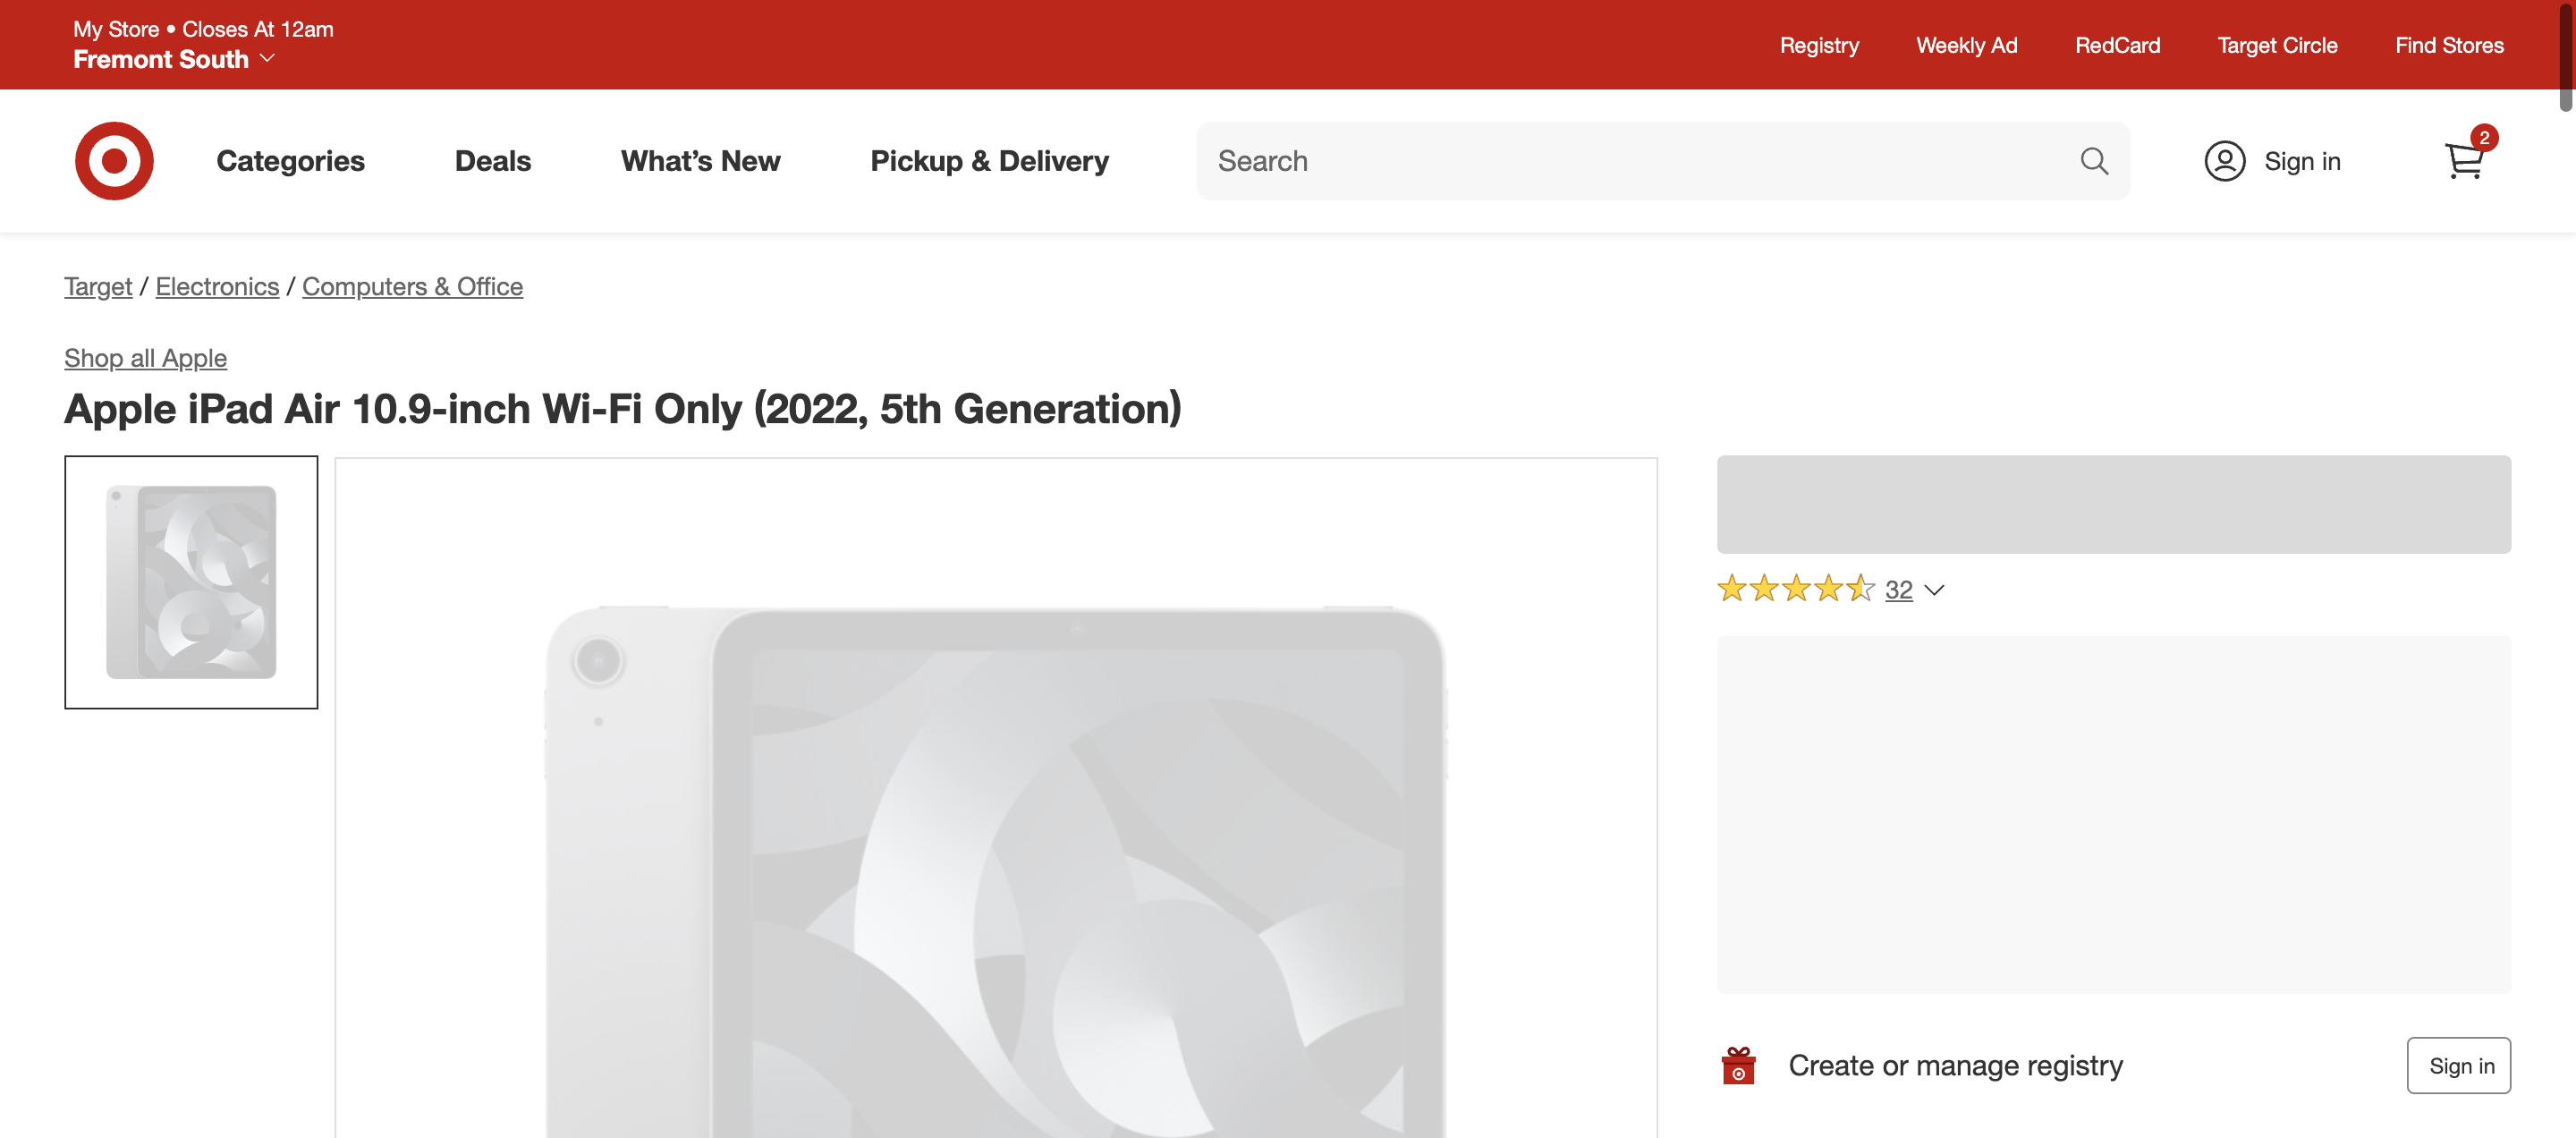 My Store • Closes At 12am
Fremont South
Registry
Weekly Ad
RedCard
Target Circle
Find Stores
Categories
Deals
What's New
Pickup & Delivery
Search
Sign in
2
Target / Electronics / Computers & Office
Shop all Apple
Apple iPad Air 10.9-inch Wi-Fi Only (2022, 5th Generation)
32
Create or manage registry
Sign in